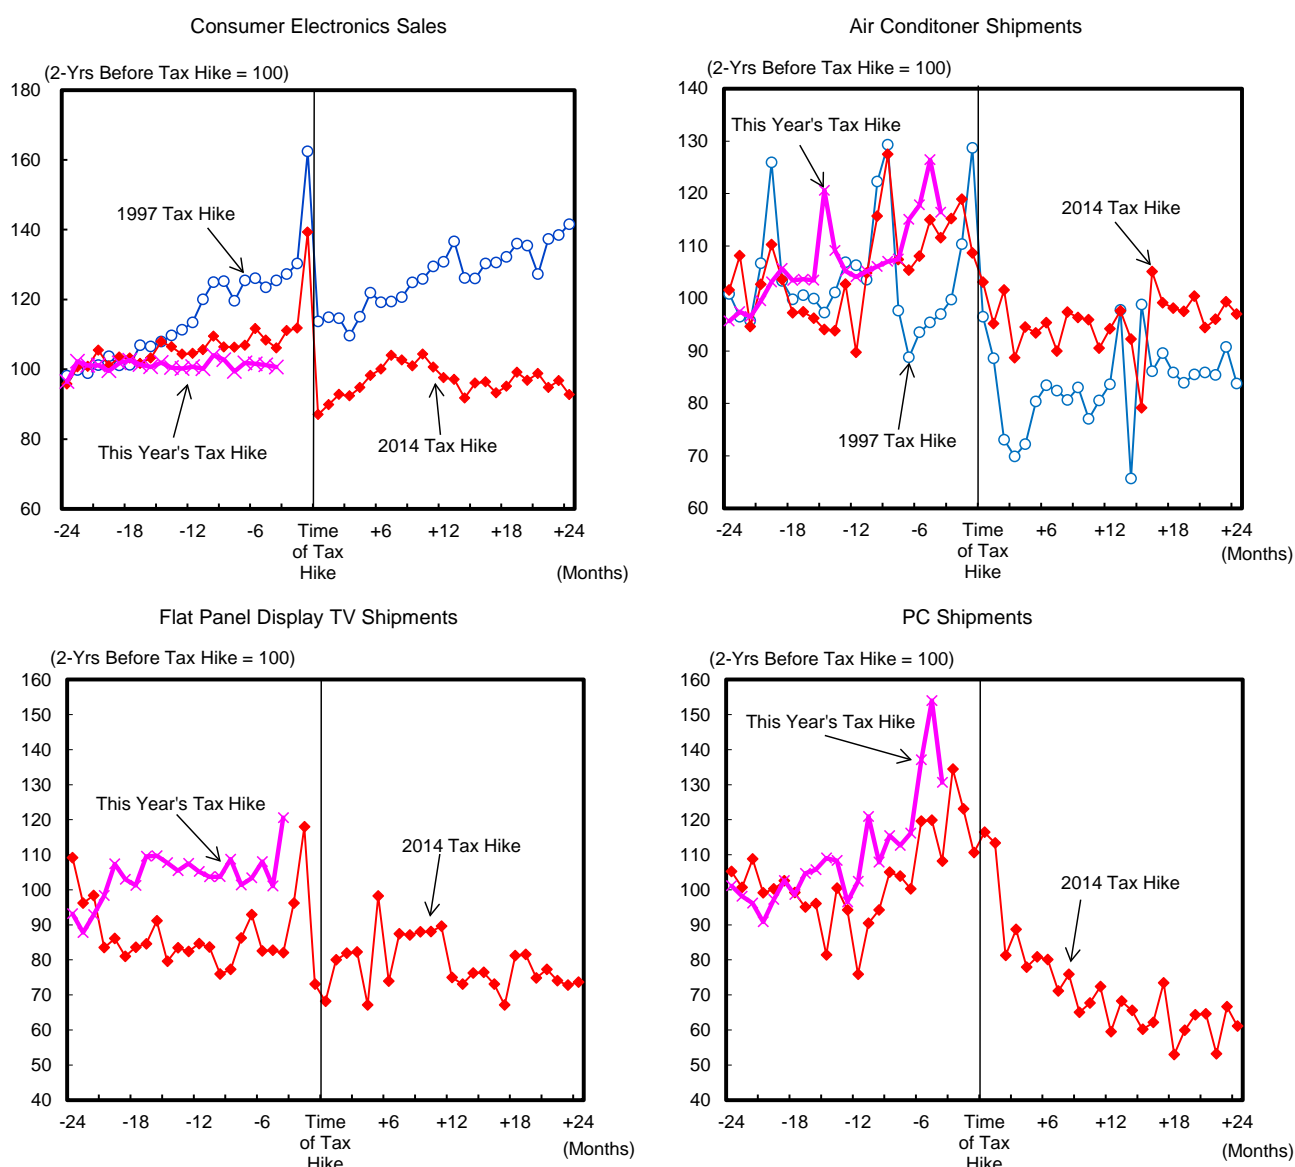 Consumer Electronics Sales
(2-Yrs Before Tax Hike = 100)
180
160
140
120
100
80
60
1997 Tax Hike
This Year's Tax Hike
2014 Tax Hike
-24 -18 -12 -6 Time of Tax Hike +6 +12 +18 +24
(Months)
Air Conditoner Shipments
(2-Yrs Before Tax Hike = 100)
140
130
120
110
100
90
80
70
60
This Year's Tax Hike
2014 Tax Hike
1997 Tax Hike
-24 -18 -12 -6 Time of Tax Hike +6 +12 +18 +24
(Months)
Flat Panel Display TV Shipments
(2-Yrs Before Tax Hike = 100)
160
150
140
130
120
110
100
90
80
70
60
50
40
This Year's Tax Hike
2014 Tax Hike
-24 -18 -12 -6 Time of Tax Hike +6 +12 +18 +24
(Months)
PC Shipments
(2-Yrs Before Tax Hike = 100)
160
150
140
130
120
110
100
90
80
70
60
50
40
This Year's Tax Hike
2014 Tax Hike
-24 -18 -12 -6 Time of Tax Hike +6 +12 +18 +24
(Months)